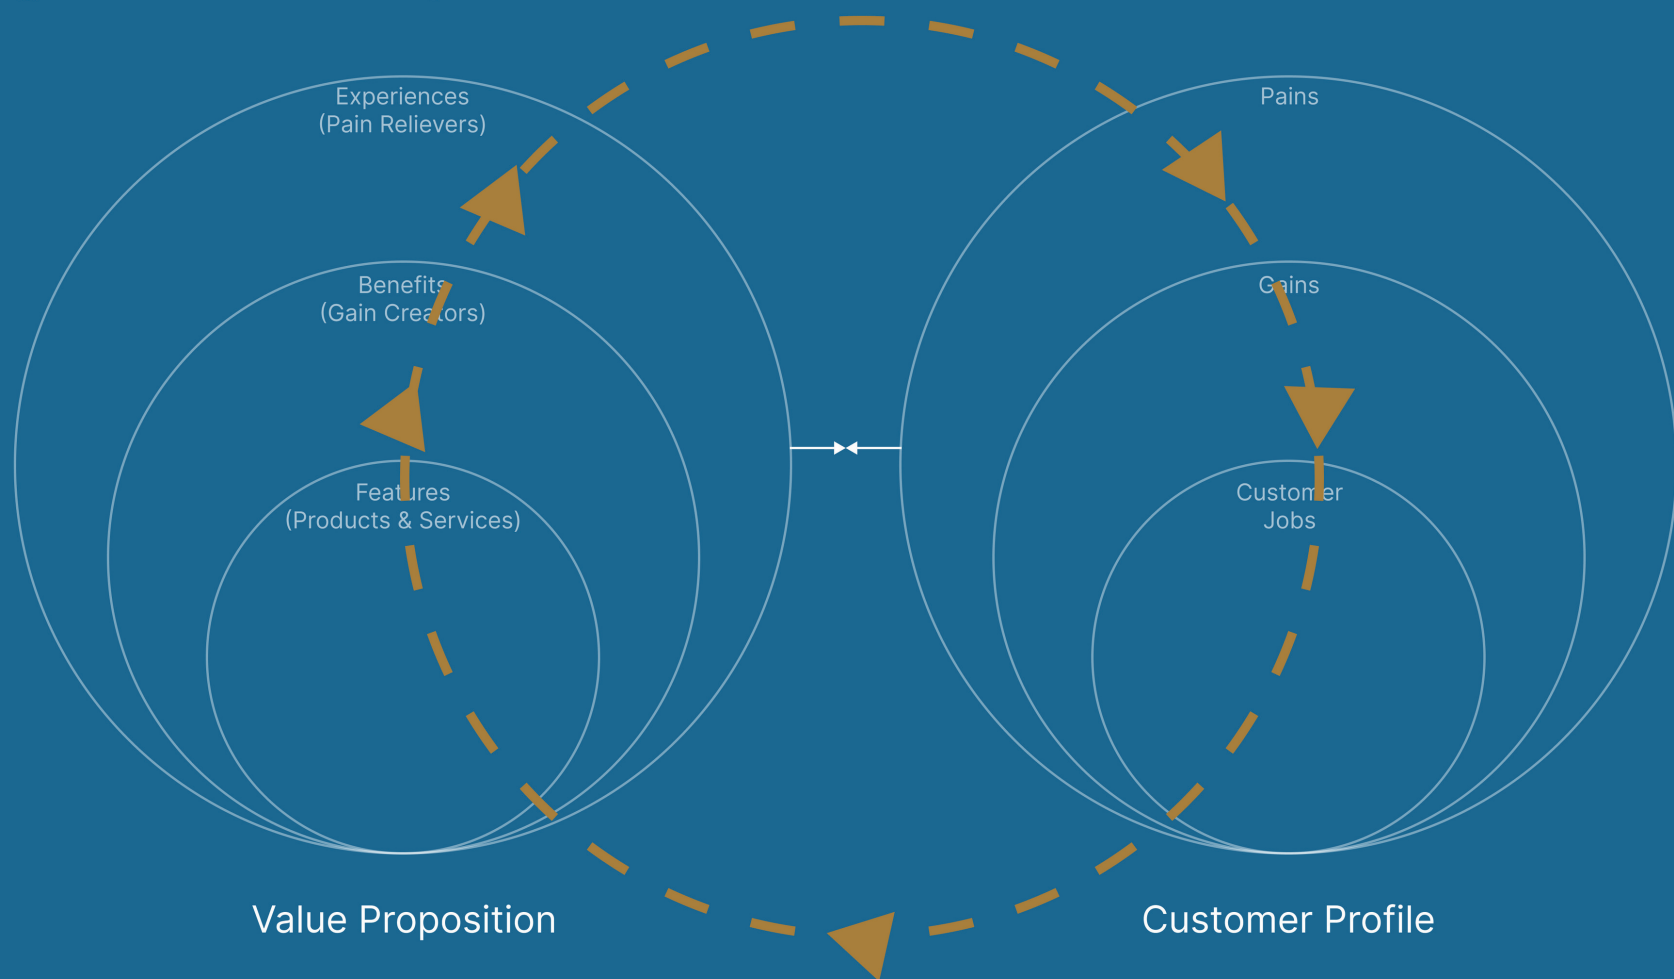 Experiences
(Pain Relievers)
Benefits
(Gain Creators)
Features
(Products & Services)
Value Proposition
Pains
Gains
Customer
Jobs
Customer Profile